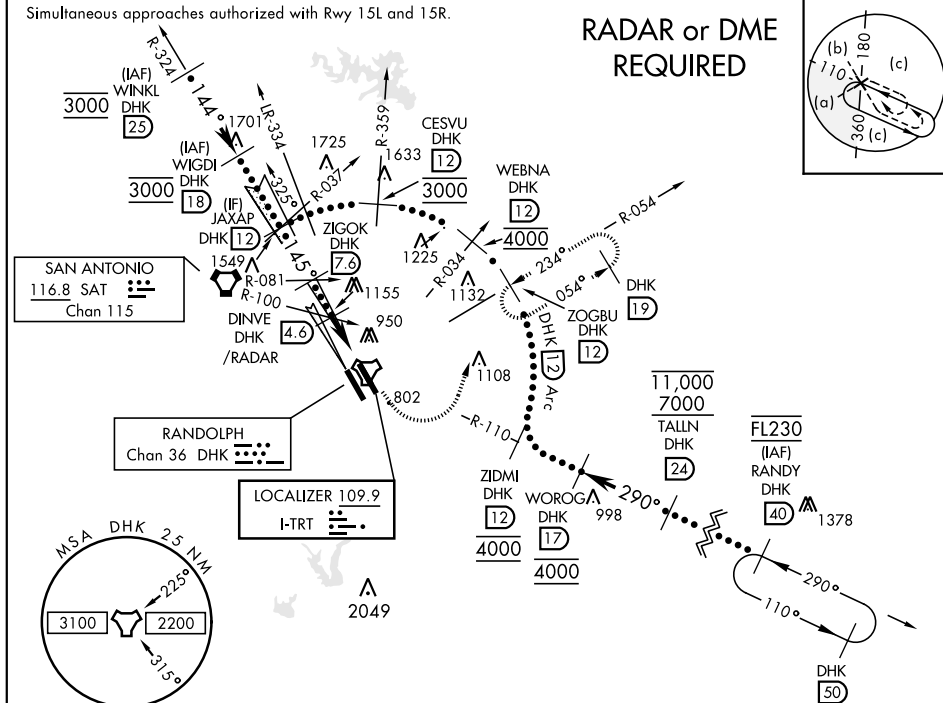 Simultaneous approaches authorized with Rwy 15L and 15R.
RADAR or DME
REQUIRED
(b)
180
(c)
110
(a)
360
(c)
R-324
(IAF)
WINKL
DHK
25
3000
144°
1701
(IAF)
WIGDI
DHK
18
3000
LR-334
325°
1725
R-037
R-359
1633
CESVU
DHK
12
3000
WEBNA
DHK
12
4000
R-054
(IF)
JAXAP
DHK 12
145°
ZIGOK
DHK
7.6
1225
R-034
1132
234°
054°
DHK
19
1549
R-081
R-100
1155
950
DINVE
DHK 4.6
/RADAR
ZOGBU
DHK
12
DHK 12 Arc
SAN ANTONIO
116.8 SAT
Chan 115
802
1108
R-110
RANDOLPH
Chan 36 DHK
LOCALIZER 109.9
I-TRT
ZIDMI
DHK
12
4000
WOROG
DHK
17
4000
998
290°
11,000
7000
TALLN
DHK
24
FL230
(IAF)
RANDY
DHK
40
1378
290°
110°
DHK
50
MSA DHK 25 NM
225°
3100
2200
315°
2049